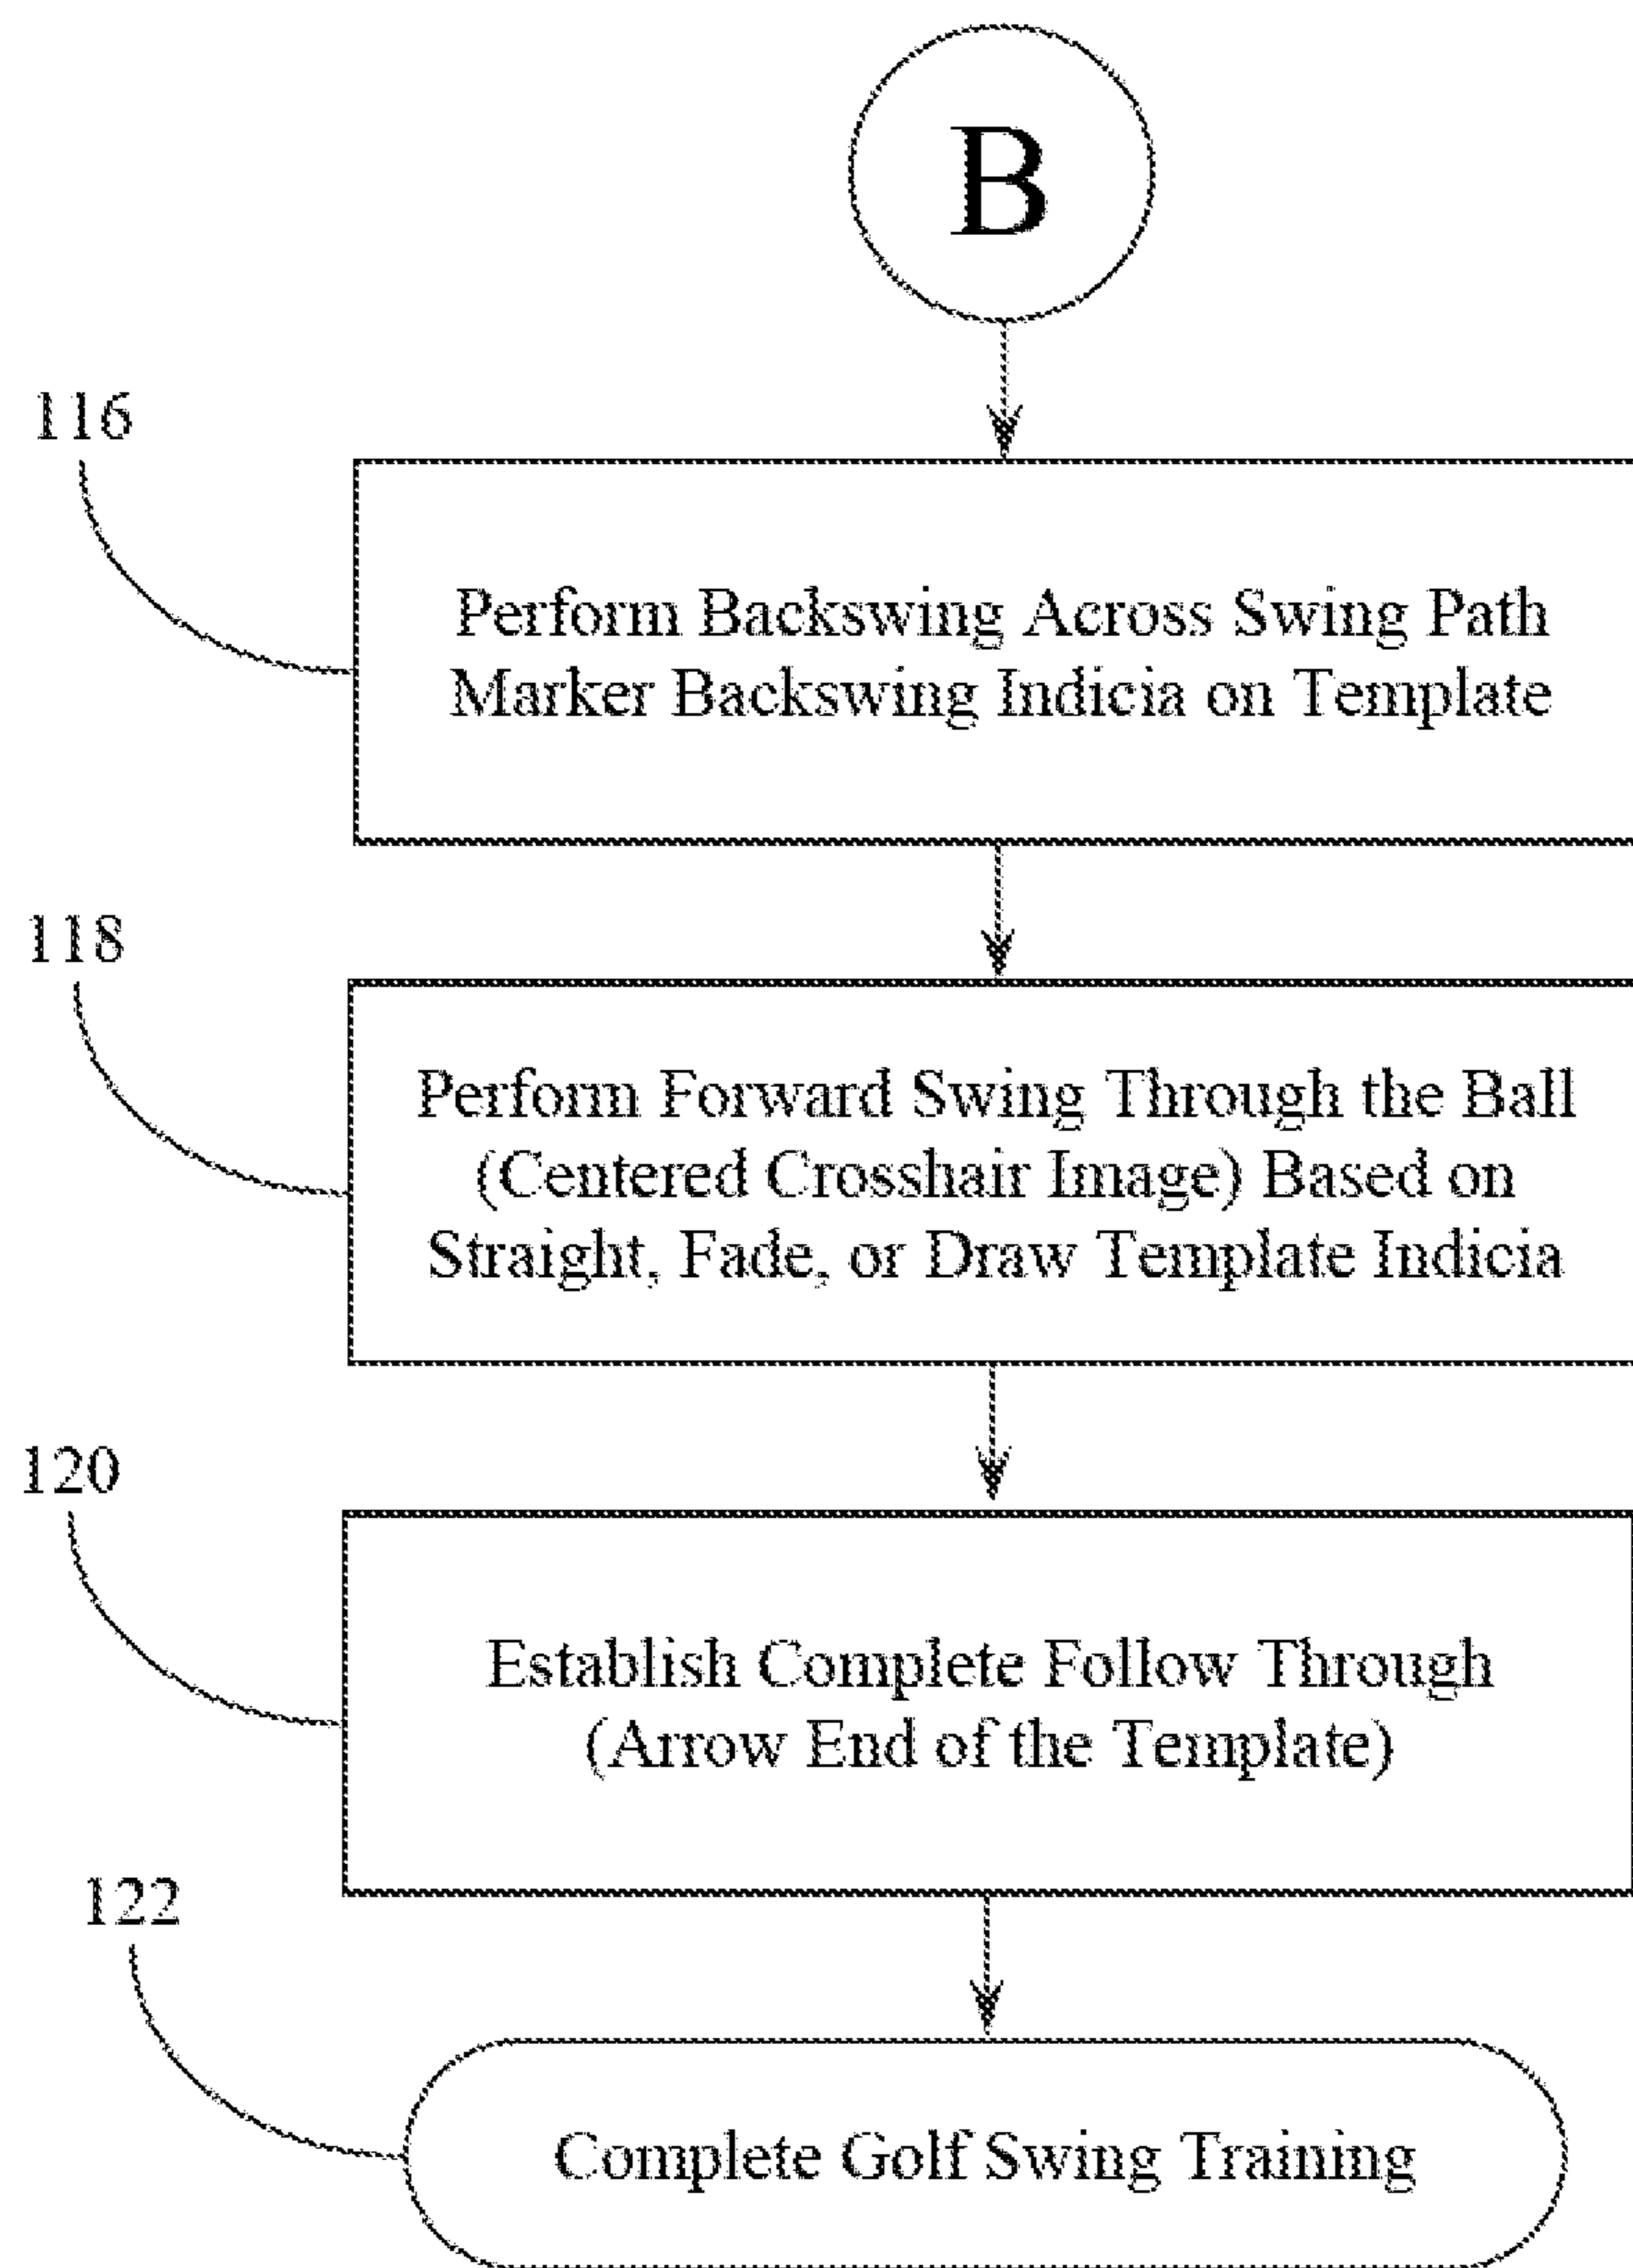 B
116
Perform Backswing Across Swing Path
Marker Backswing Indicia on Template
118
Perform Forward Swing Through the Ball
(Centered Crosshair Image) Based on
Straight, Fade, or Draw Template Indicia
120
Establish Complete Follow Through
(Arrow End of the Template)
122
Complete Golf Swing Training